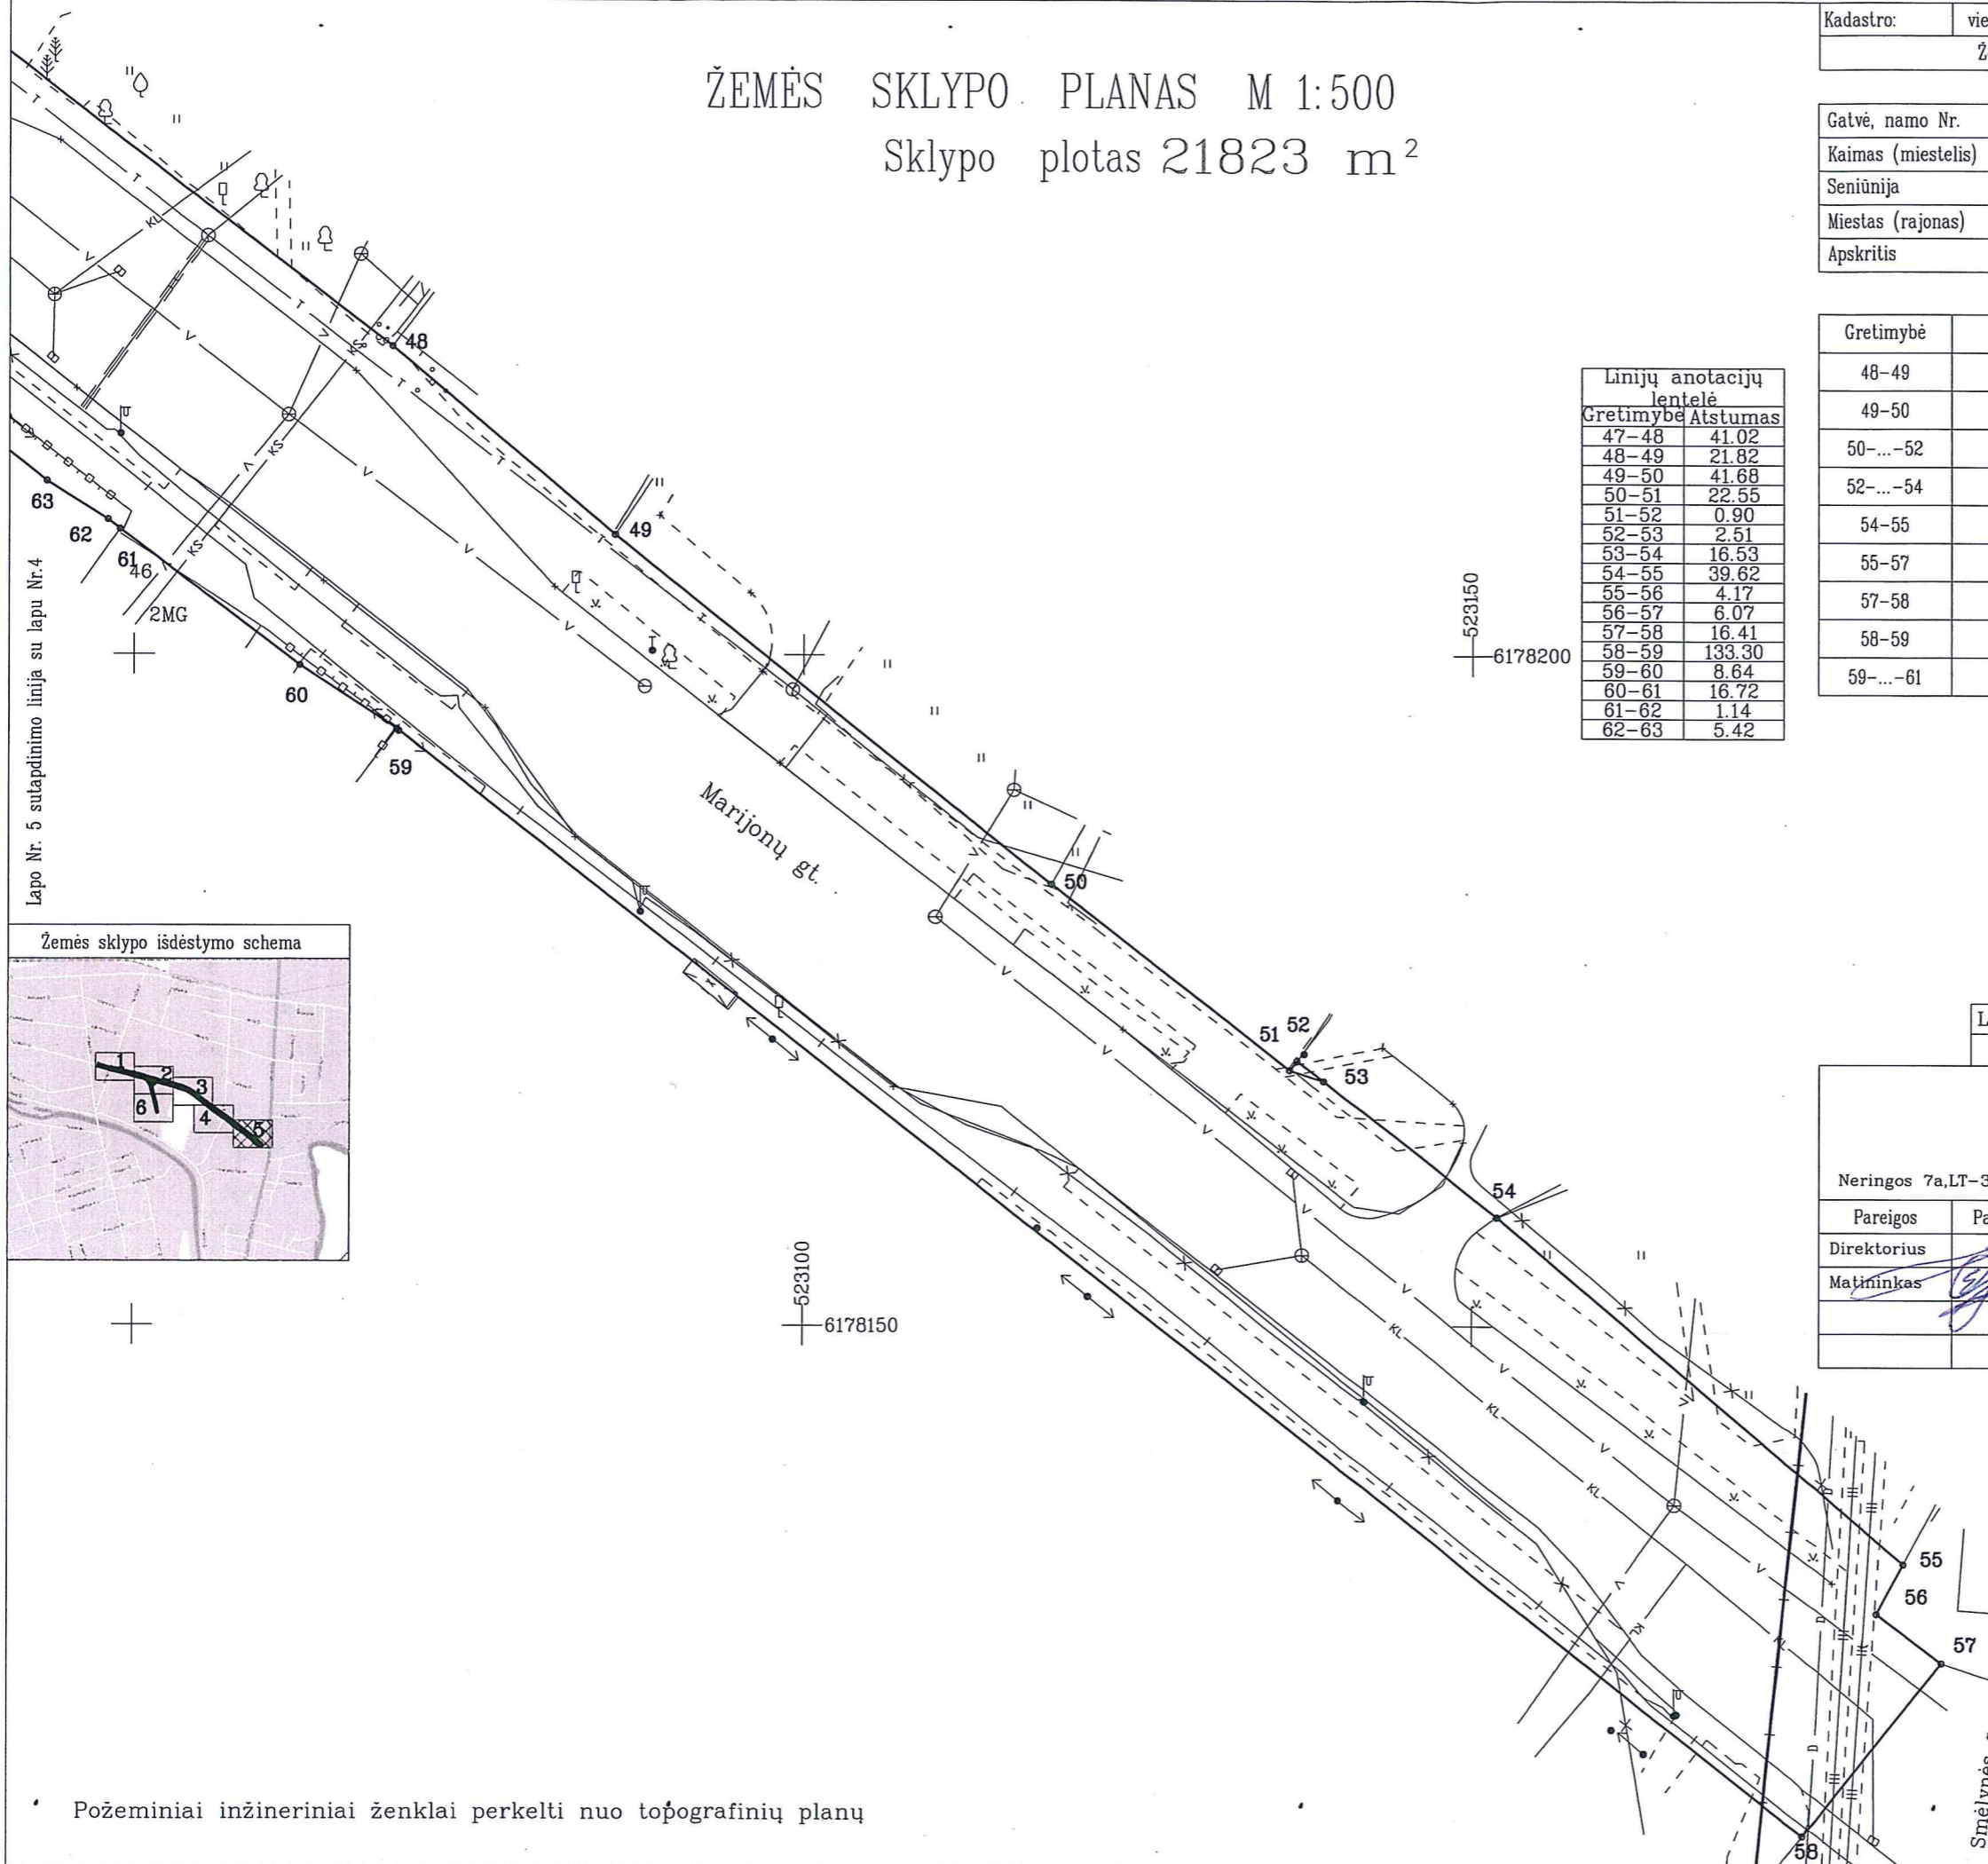 ŽEMĖS SKLYPO PLANAS M 1:500
Sklypo plotas 21823 m²
Kadastro:
Gatvė, namo Nr.
Kaimas (miestelis)
Seniūnija
Miestas (rajonas)
Apskritis
Gretimybė
48-49
49-50
50-...-52
52-...-54
54-55
55-57
57-58
58-59
59-...-61
Linijų anotacijų
lentelė
Gretimybė Atstumas
47-48 41.02
48-49 21.82
49-50 41.68
50-51 22.55
51-52 0.90
52-53 2.51
53-54 16.53
54-55 39.62
55-56 4.17
56-57 6.07
57-58 16.41
58-59 133.30
59-60 8.64
60-61 16.72
61-62 1.14
62-63 5.42
523150
6178200
48
49
50
51
52
53
54
55
56
57
58
59
60
61
62
63
46
2MG
Marijonų gt.
Lapo Nr. 5 sutapdinimo linija su lapu Nr.4
Žemės sklypo išdėstymo schema
1
2
3
4
5
6
523100
6178150
Neringos 7a,LT-3
Pareigos
Direktorius
Matininkas
Smėlynės
Požeminiai inžineriniai ženklai perkelti nuo topografinių planų